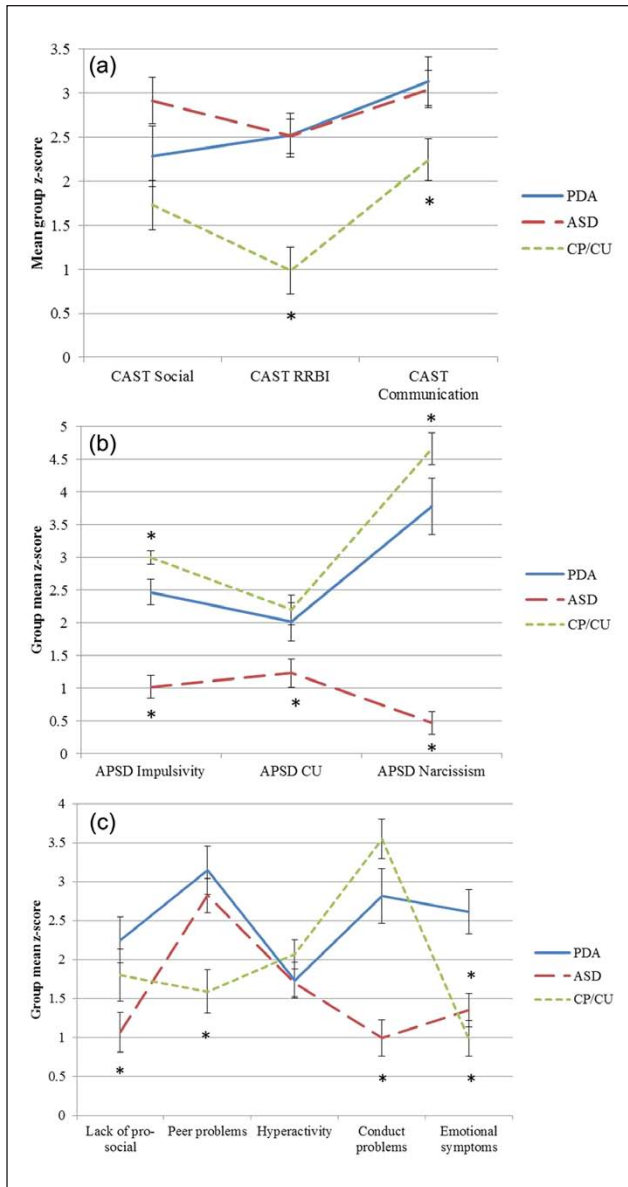 (a)
3.5
3
2.5
2
1.5
1
0.5
0
Mean group z-score
*
*
CAST Social
CAST RRBI
CAST
Communication
PDA
ASD
CP/CU
(b)
5
4.5
4
3.5
3
2.5
2
1.5
1
0.5
0
Group mean z-score
*
*
*
*
*
APSD Impulsivity
APSD CU
APSD Narcissism
PDA
ASD
CP/CU
(c)
4
3.5
3
2.5
2
1.5
1
0.5
0
Group mean z-score
*
*
*
*
*
Lack of pro-
social
Peer problems
Hyperactivity
Conduct
problems
Emotional
symptoms
PDA
ASD
CP/CU